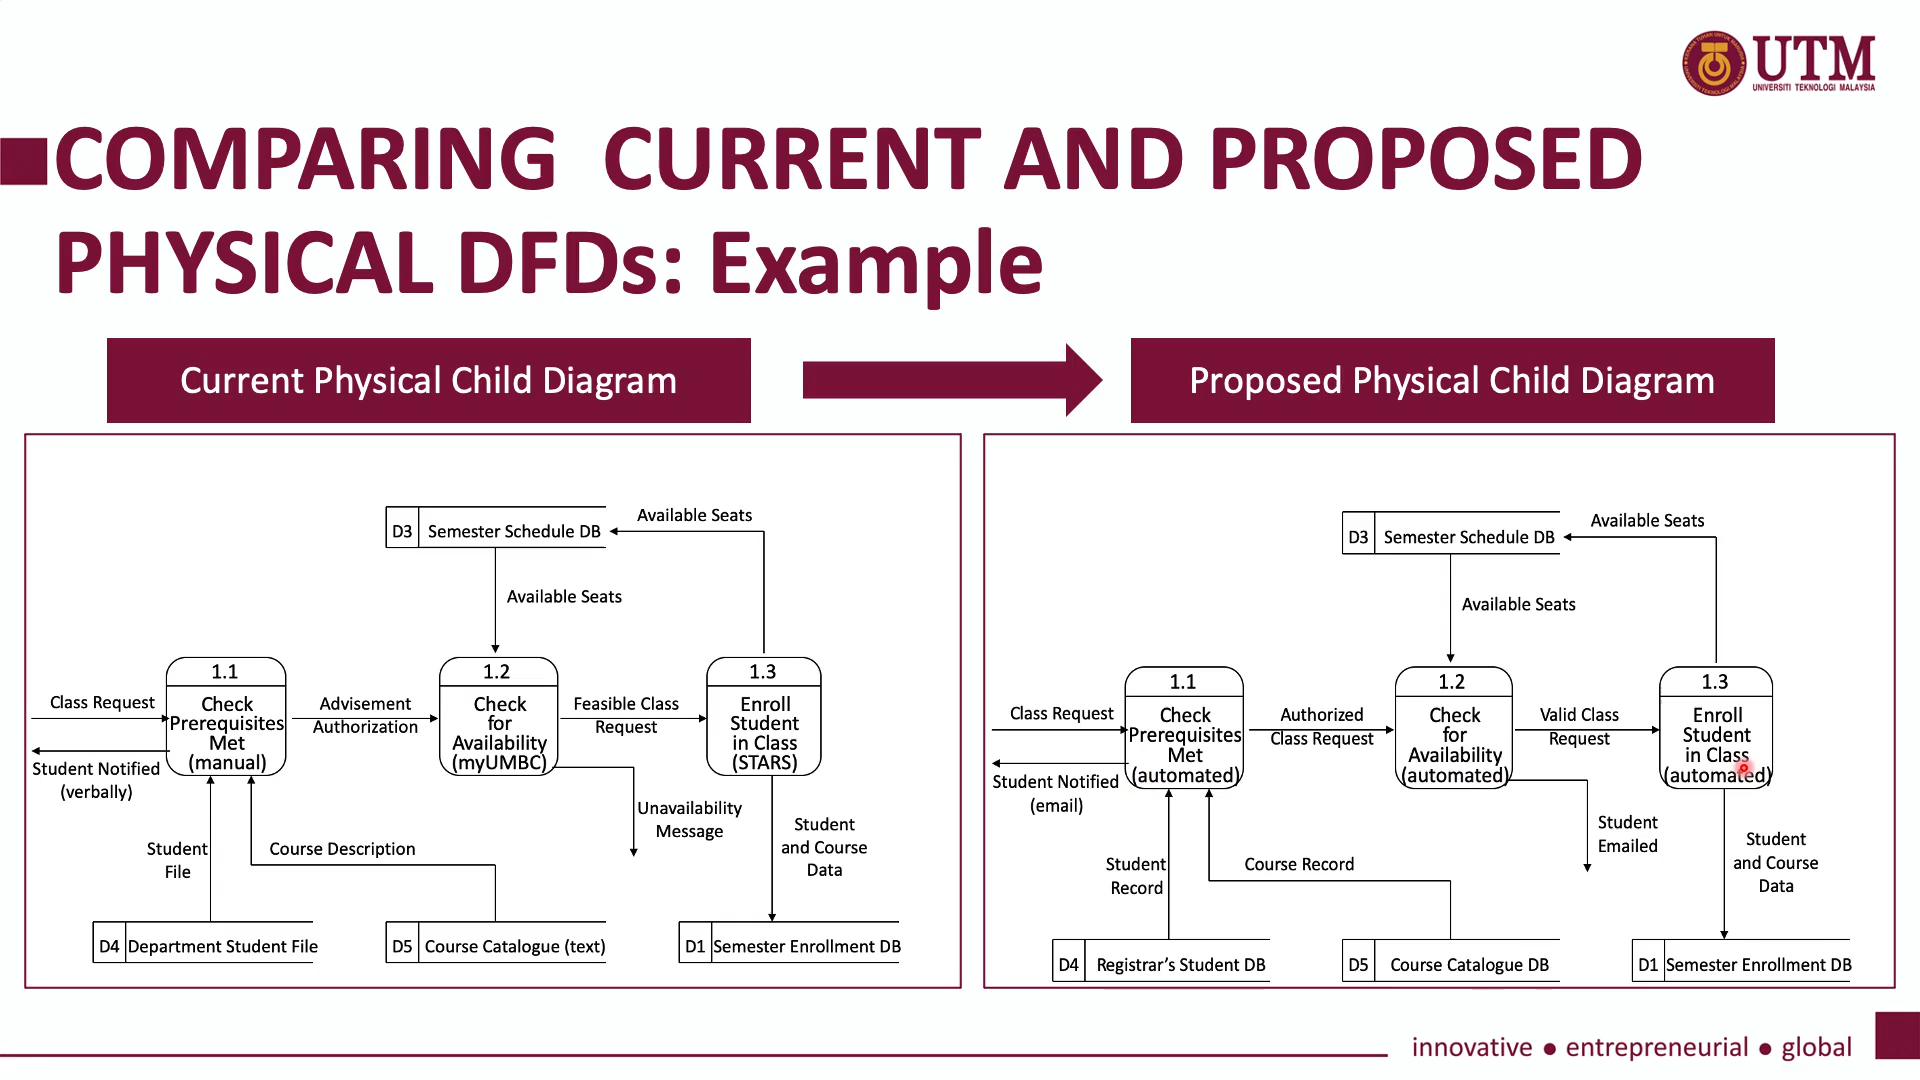 UTM
UNIVERSITI TEKNOLOGI MALAYSIA
COMPARING  CURRENT AND PROPOSED
PHYSICAL DFDs: Example
Current Physical Child Diagram
Proposed Physical Child Diagram
D3 Semester Schedule DB
Available Seats
Available Seats
1.1
Check
Prerequisites
Met
(manual)
1.2
Check
for
Availability
(myUMBC)
1.3
Enroll
Student
in Class
(STARS)
Class Request
Advisement
Authorization
Feasible Class
Request
Student Notified
(verbally)
Unavailability
Message
Student
and Course
Data
Student
File
Course Description
D4 Department Student File
D5 Course Catalogue (text)
D1 Semester Enrollment DB
D3 Semester Schedule DB
Available Seats
Available Seats
1.1
Check
Prerequisites
Met
(automated)
1.2
Check
for
Availability
(automated)
1.3
Enroll
Student
in Class
(automated)
Class Request
Authorized
Class Request
Valid Class
Request
Student Notified
(email)
Student
Emailed
Student
and Course
Data
Student
Record
Course Record
D4 Registrar's Student DB
D5 Course Catalogue DB
D1 Semester Enrollment DB
innovative ● entrepreneurial ● global